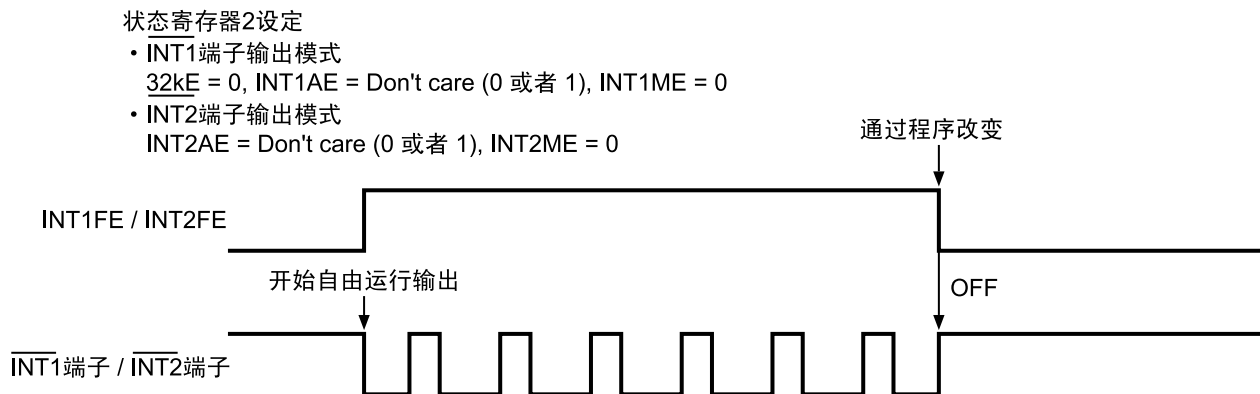 状态寄存器2设定
・INT1端子输出模式
32kE = 0, INT1AE = Don't care (0 或者 1), INT1ME = 0
・INT2端子输出模式
INT2AE = Don't care (0 或者 1), INT2ME = 0
通过程序改变
INT1FE / INT2FE
开始自由运行输出
OFF
INT1端子 / INT2端子